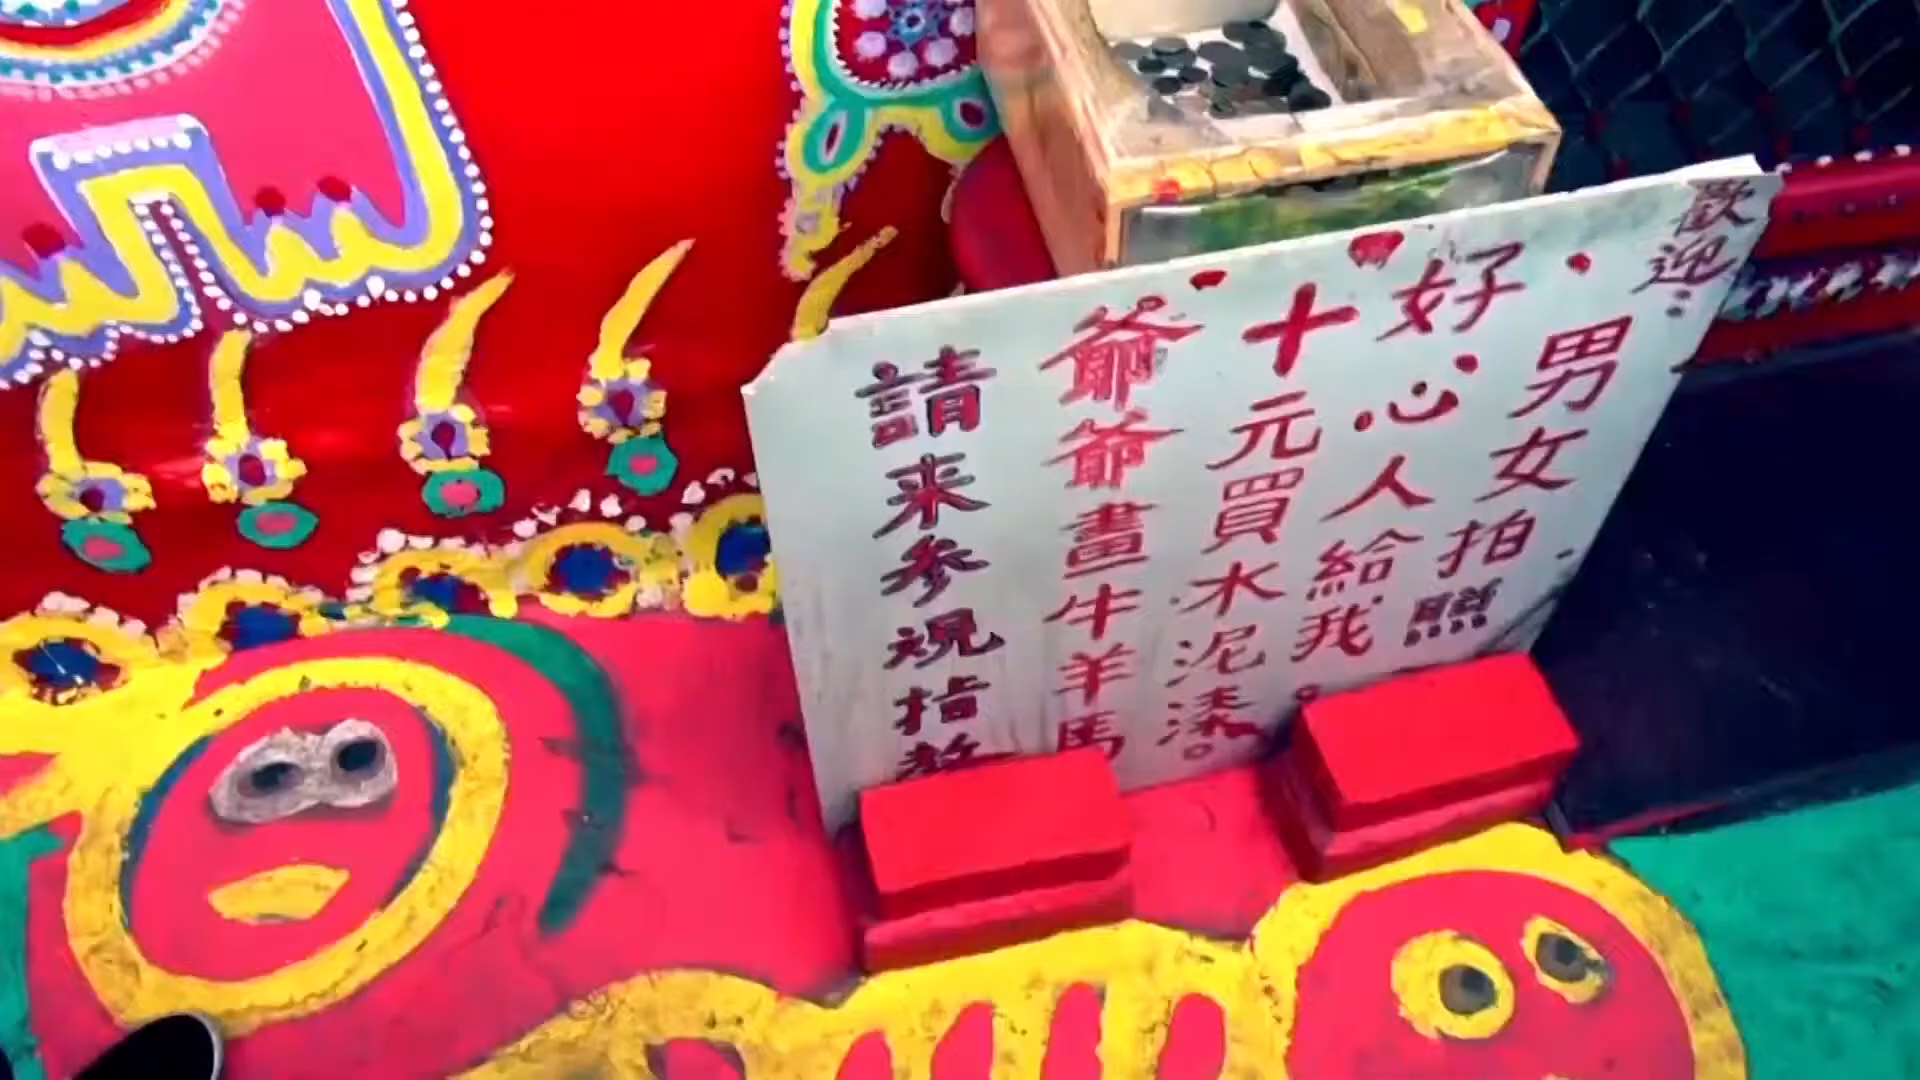 歡迎:
男女拍照
好心人給我
十元買水泥漆。
爺爺畫牛羊馬
請来参观指教